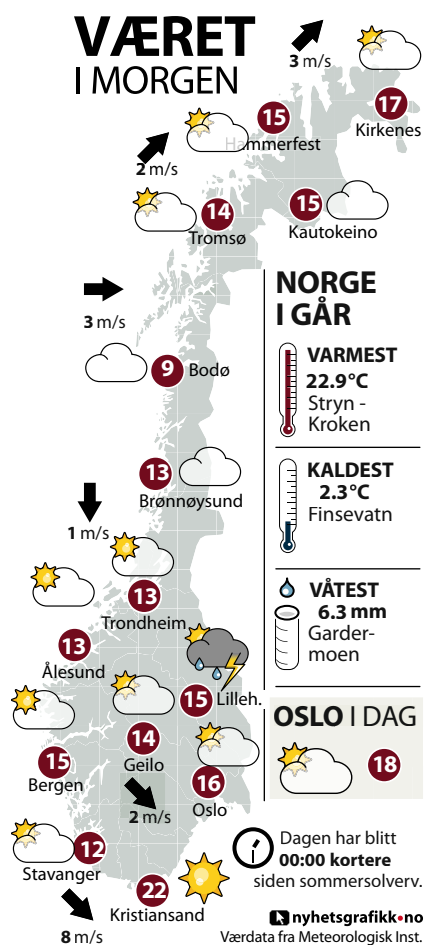 VÆRET
I MORGEN
3 m/s
17
Kirkenes
15
Hammerfest
2 m/s
14
Tromsø
15
Kautokeino
3 m/s
9 Bodø
13
Brønnøysund
1 m/s
13
Trondheim
13
Ålesund
15 Lilleh.
14
Geilo
15
Bergen
16
Oslo
2 m/s
12
Stavanger
22
Kristiansand
8 m/s
NORGE
I GÅR
VARMEST
22.9°C
Stryn -
Kroken
KALDEST
2.3°C
Finsevatn
VÅTEST
6.3 mm
Garder-
moen
OSLO I DAG
18
Dagen har blitt
00:00 kortere
siden sommersolverv.
nyhetsgrafikk•no
Værdata fra Meteorologisk Inst.